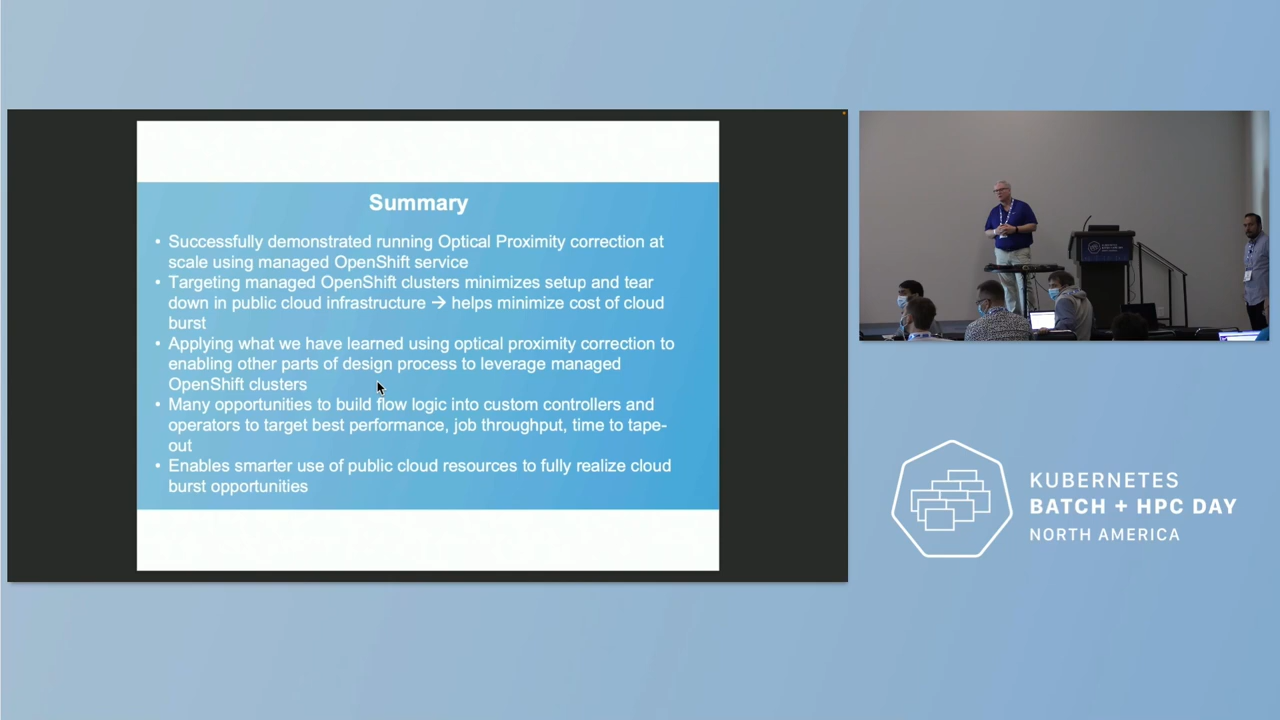 Summary
• Successfully demonstrated running Optical Proximity correction at
scale using managed OpenShift service
• Targeting managed OpenShift clusters minimizes setup and tear
down in public cloud infrastructure → helps minimize cost of cloud
burst
• Applying what we have learned using optical proximity correction to
enabling other parts of design process to leverage managed
OpenShift clusters
• Many opportunities to build flow logic into custom controllers and
operators to target best performance, job throughput, time to tape-
out
• Enables smarter use of public cloud resources to fully realize cloud
burst opportunities
KUBERNETES
BATCH + HPC DAY
NORTH AMERICA